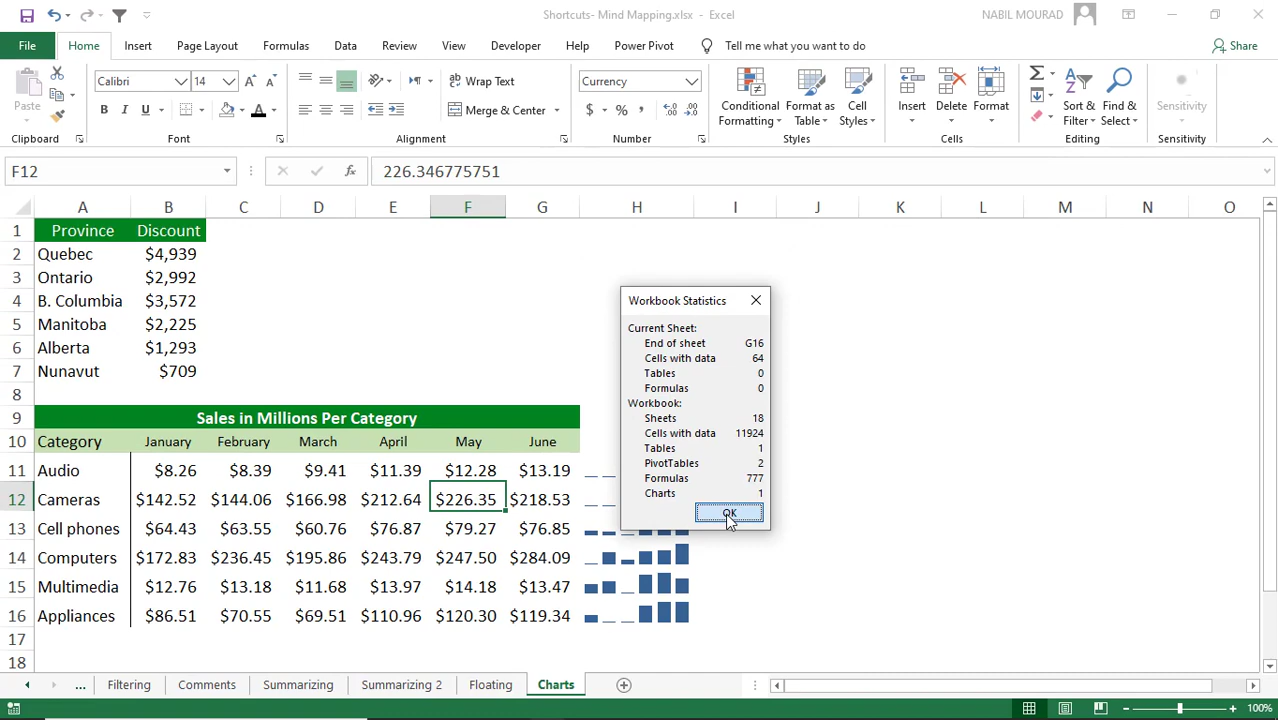 Shortcuts- Mind Mapping.xlsx - Excel
NABIL MOURAD
File Home Insert Page Layout Formulas Data Review View Developer Help Power Pivot Tell me what you want to do Share
Paste
Calibri 14
B I U
A A
Wrap Text
Merge & Center
Currency
$ % ,
Conditional Formatting
Format Table
Cell Styles
Insert
Delete
Format
Sort & Filter
Find & Select
Sensitivity
Clipboard Font Alignment Number Styles Cells Editing Sensitivity
F12 fx 226.346775751
A B C D E F G H I J K L M N O
1 Province Discount
2 Quebec $4,939
3 Ontario $2,992
4 B. Columbia $3,572
5 Manitoba $2,225
6 Alberta $1,293
7 Nunavut $709
8
9 Sales in Millions Per Category
10 Category January February March April May June
11 Audio $8.26 $8.39 $9.41 $11.39 $12.28 $13.19
12 Cameras $142.52 $144.06 $166.98 $212.64 $226.35 $218.53
13 Cell phones $64.43 $63.55 $60.76 $76.87 $79.27 $76.85
14 Computers $172.83 $236.45 $195.86 $243.79 $247.50 $284.09
15 Multimedia $12.76 $13.18 $11.68 $13.97 $14.18 $13.47
16 Appliances $86.51 $70.55 $69.51 $110.96 $120.30 $119.34
17
18
Workbook Statistics
Current Sheet:
End of sheet G16
Cells with data 64
Tables 0
Formulas 0
Workbook:
Sheets 18
Cells with data 11924
Tables 1
PivotTables 2
Formulas 777
Charts 1
OK
... Filtering Comments Summarizing Summarizing 2 Floating Charts
100%